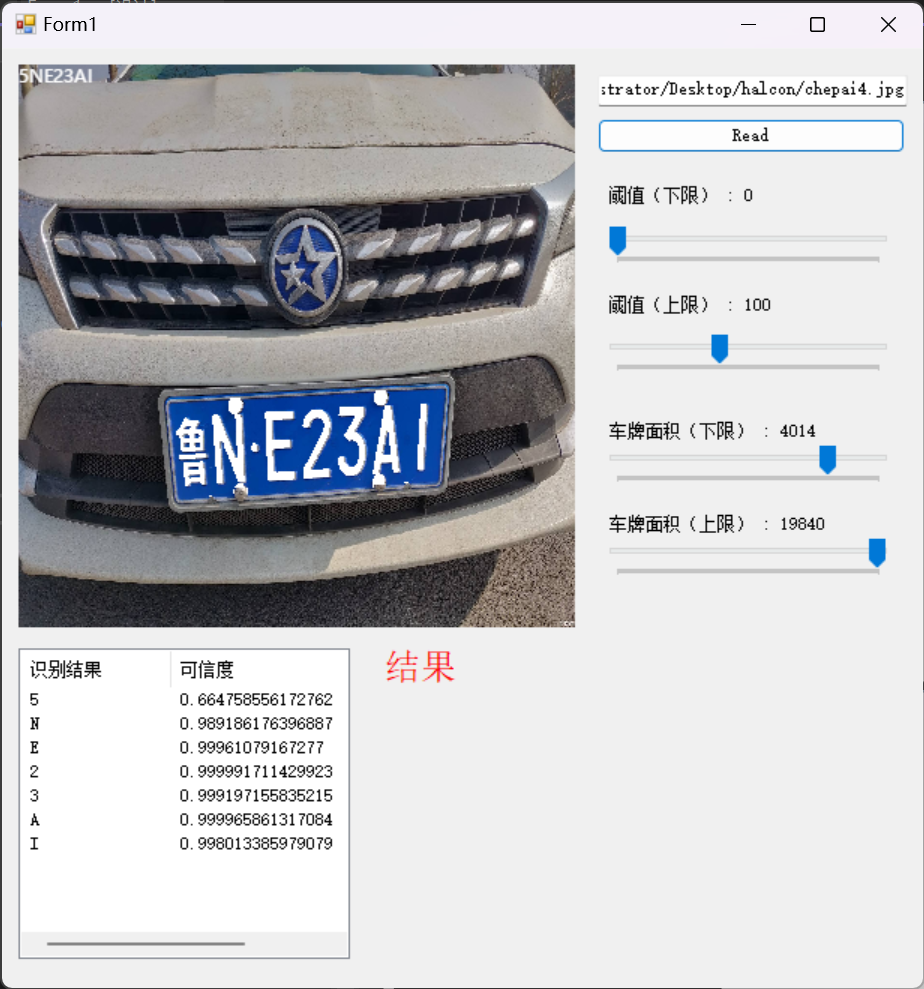 Form1
5NE23AI
鲁N·E23A1
strator/Desktop/halcon/chepai4.jpg
Read
阈值（下限） : 0
阈值（上限） : 100
车牌面积（下限） : 4014
车牌面积（上限） : 19840
识别结果 可信度
5 0.664758556172762
N 0.989186176396887
E 0.99961079167277
2 0.999991711429923
3 0.999197155835215
A 0.999965861317084
I 0.998013385979079
结果